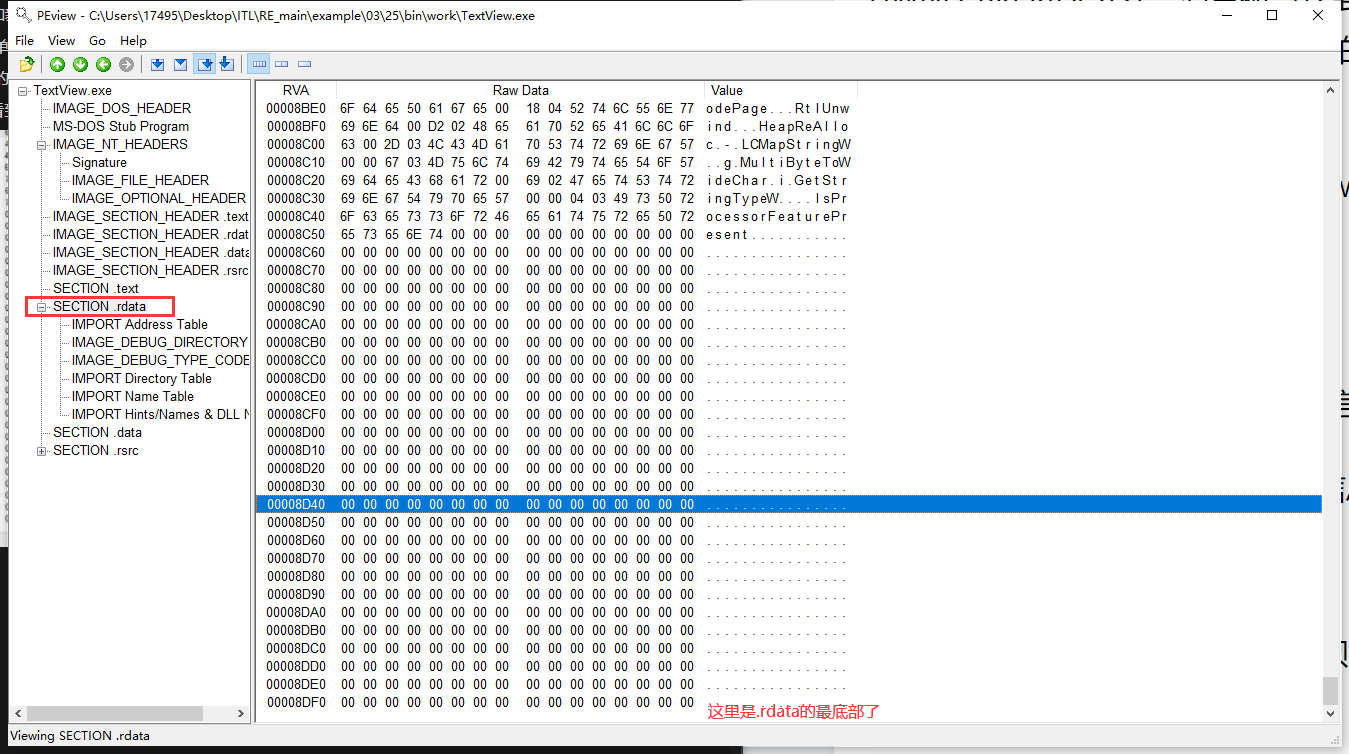 PEview - C:\Users\17495\Desktop\ITL\RE_main\example\03\25\bin\work\TextView.exe
File View Go Help
TextView.exe
IMAGE_DOS_HEADER
MS-DOS Stub Program
IMAGE_NT_HEADERS
Signature
IMAGE_FILE_HEADER
IMAGE_OPTIONAL_HEADER
IMAGE_SECTION_HEADER .text
IMAGE_SECTION_HEADER .rdat
IMAGE_SECTION_HEADER .data
IMAGE_SECTION_HEADER .rsrc
SECTION .text
SECTION .rdata
IMPORT Address Table
IMAGE_DEBUG_DIRECTORY
IMAGE_DEBUG_TYPE_CODE
IMPORT Directory Table
IMPORT Name Table
IMPORT Hints/Names & DLL N
SECTION .data
SECTION .rsrc
RVA Raw Data Value
00008BE0 6F 64 65 50 61 67 65 00 18 04 52 74 6C 55 6E 77 odePage...RtlUnw
00008BF0 69 6E 64 00 D2 02 48 65 61 70 52 65 41 6C 6C 6F ind...HeapReAllo
00008C00 63 00 2D 03 4C 43 4D 61 70 53 74 72 69 6E 67 57 c.-.LCMapStringW
00008C10 00 00 67 03 4D 75 6C 74 69 42 79 74 65 54 6F 57 ..g.MultiByteToW
00008C20 69 64 65 43 68 61 72 00 69 02 47 65 74 53 74 72 ideChar.i.GetStr
00008C30 69 6E 67 54 79 70 65 57 00 00 04 03 49 73 50 72 ingTypeW....IsPr
00008C40 6F 63 65 73 73 6F 72 46 65 61 74 75 72 65 50 72 ocessorFeaturePr
00008C50 65 73 65 6E 74 00 00 00 00 00 00 00 00 00 00 00 esent...........
00008C60 00 00 00 00 00 00 00 00 00 00 00 00 00 00 00 00 ................
00008C70 00 00 00 00 00 00 00 00 00 00 00 00 00 00 00 00 ................
00008C80 00 00 00 00 00 00 00 00 00 00 00 00 00 00 00 00 ................
00008C90 00 00 00 00 00 00 00 00 00 00 00 00 00 00 00 00 ................
00008CA0 00 00 00 00 00 00 00 00 00 00 00 00 00 00 00 00 ................
00008CB0 00 00 00 00 00 00 00 00 00 00 00 00 00 00 00 00 ................
00008CC0 00 00 00 00 00 00 00 00 00 00 00 00 00 00 00 00 ................
00008CD0 00 00 00 00 00 00 00 00 00 00 00 00 00 00 00 00 ................
00008CE0 00 00 00 00 00 00 00 00 00 00 00 00 00 00 00 00 ................
00008CF0 00 00 00 00 00 00 00 00 00 00 00 00 00 00 00 00 ................
00008D00 00 00 00 00 00 00 00 00 00 00 00 00 00 00 00 00 ................
00008D10 00 00 00 00 00 00 00 00 00 00 00 00 00 00 00 00 ................
00008D20 00 00 00 00 00 00 00 00 00 00 00 00 00 00 00 00 ................
00008D30 00 00 00 00 00 00 00 00 00 00 00 00 00 00 00 00 ................
00008D40 00 00 00 00 00 00 00 00 00 00 00 00 00 00 00 00 ................
00008D50 00 00 00 00 00 00 00 00 00 00 00 00 00 00 00 00 ................
00008D60 00 00 00 00 00 00 00 00 00 00 00 00 00 00 00 00 ................
00008D70 00 00 00 00 00 00 00 00 00 00 00 00 00 00 00 00 ................
00008D80 00 00 00 00 00 00 00 00 00 00 00 00 00 00 00 00 ................
00008D90 00 00 00 00 00 00 00 00 00 00 00 00 00 00 00 00 ................
00008DA0 00 00 00 00 00 00 00 00 00 00 00 00 00 00 00 00 ................
00008DB0 00 00 00 00 00 00 00 00 00 00 00 00 00 00 00 00 ................
00008DC0 00 00 00 00 00 00 00 00 00 00 00 00 00 00 00 00 ................
00008DD0 00 00 00 00 00 00 00 00 00 00 00 00 00 00 00 00 ................
00008DE0 00 00 00 00 00 00 00 00 00 00 00 00 00 00 00 00 ................
00008DF0 00 00 00 00 00 00 00 00 00 00 00 00 00 00 00 00
这里是.rdata的最底部了
Viewing SECTION .rdata